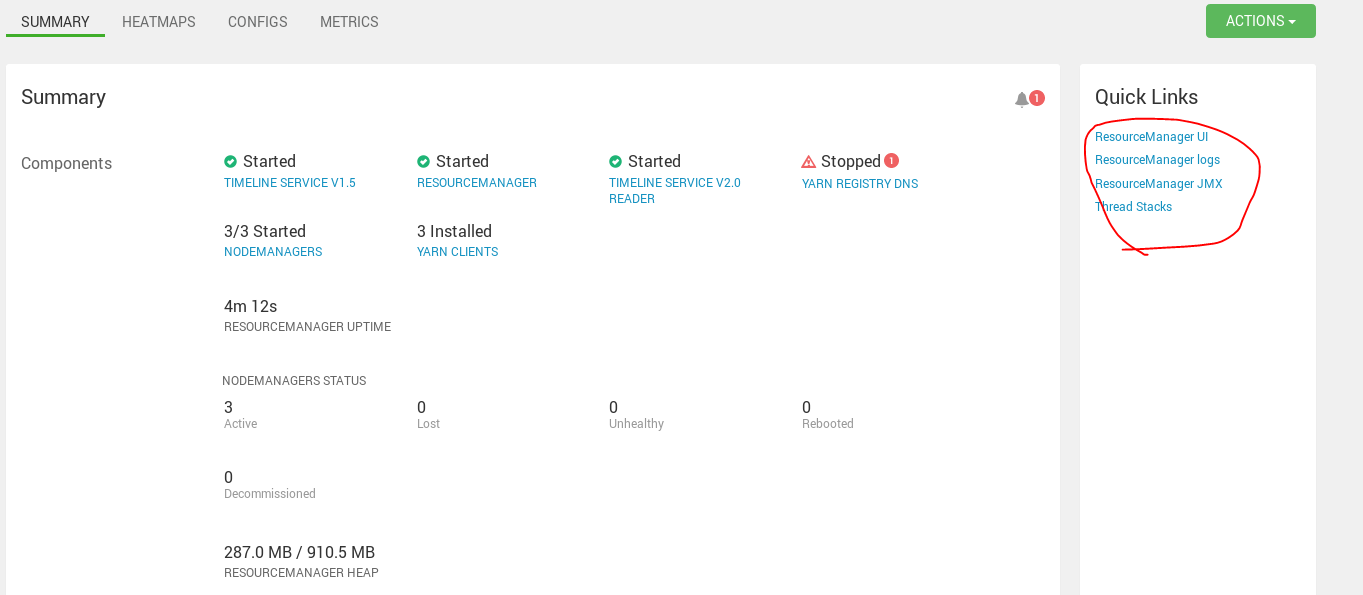 SUMMARY HEATMAPS CONFIGS METRICS ACTIONS
Summary 1
Components
Started Started Started Stopped 1
TIMELINE SERVICE V1.5 RESOURCEMANAGER TIMELINE SERVICE V2.0 YARN REGISTRY DNS
READER
3/3 Started 3 Installed
NODEMANAGERS YARN CLIENTS
4m 12s
RESOURCEMANAGER UPTIME
NODEMANAGERS STATUS
3 0 0 0
Active Lost Unhealthy Rebooted
0
Decommissioned
287.0 MB / 910.5 MB
RESOURCEMANAGER HEAP
Quick Links
ResourceManager UI
ResourceManager logs
ResourceManager JMX
Thread Stacks